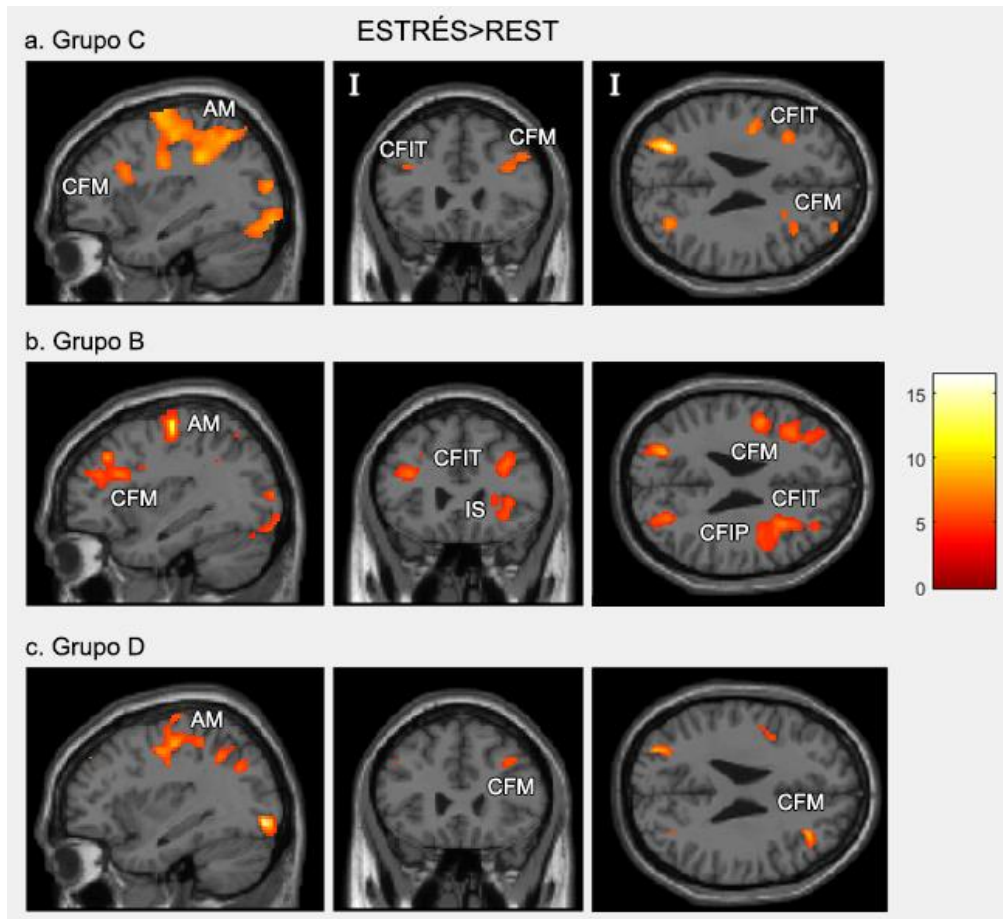 ESTRÉS>REST
a. Grupo C
AM
CFM
I
CFIT
CFM
I
CFIT
CFM
b. Grupo B
AM
CFM
CFIT
IS
CFM
CFIT
CFIP
15
10
5
0
c. Grupo D
AM
CFM
CFM